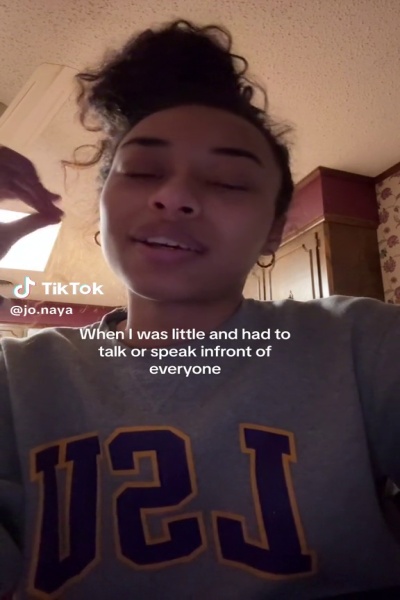 TikTok
@jo.naya
When I was little and had to
talk or speak infront of
everyone
LSU